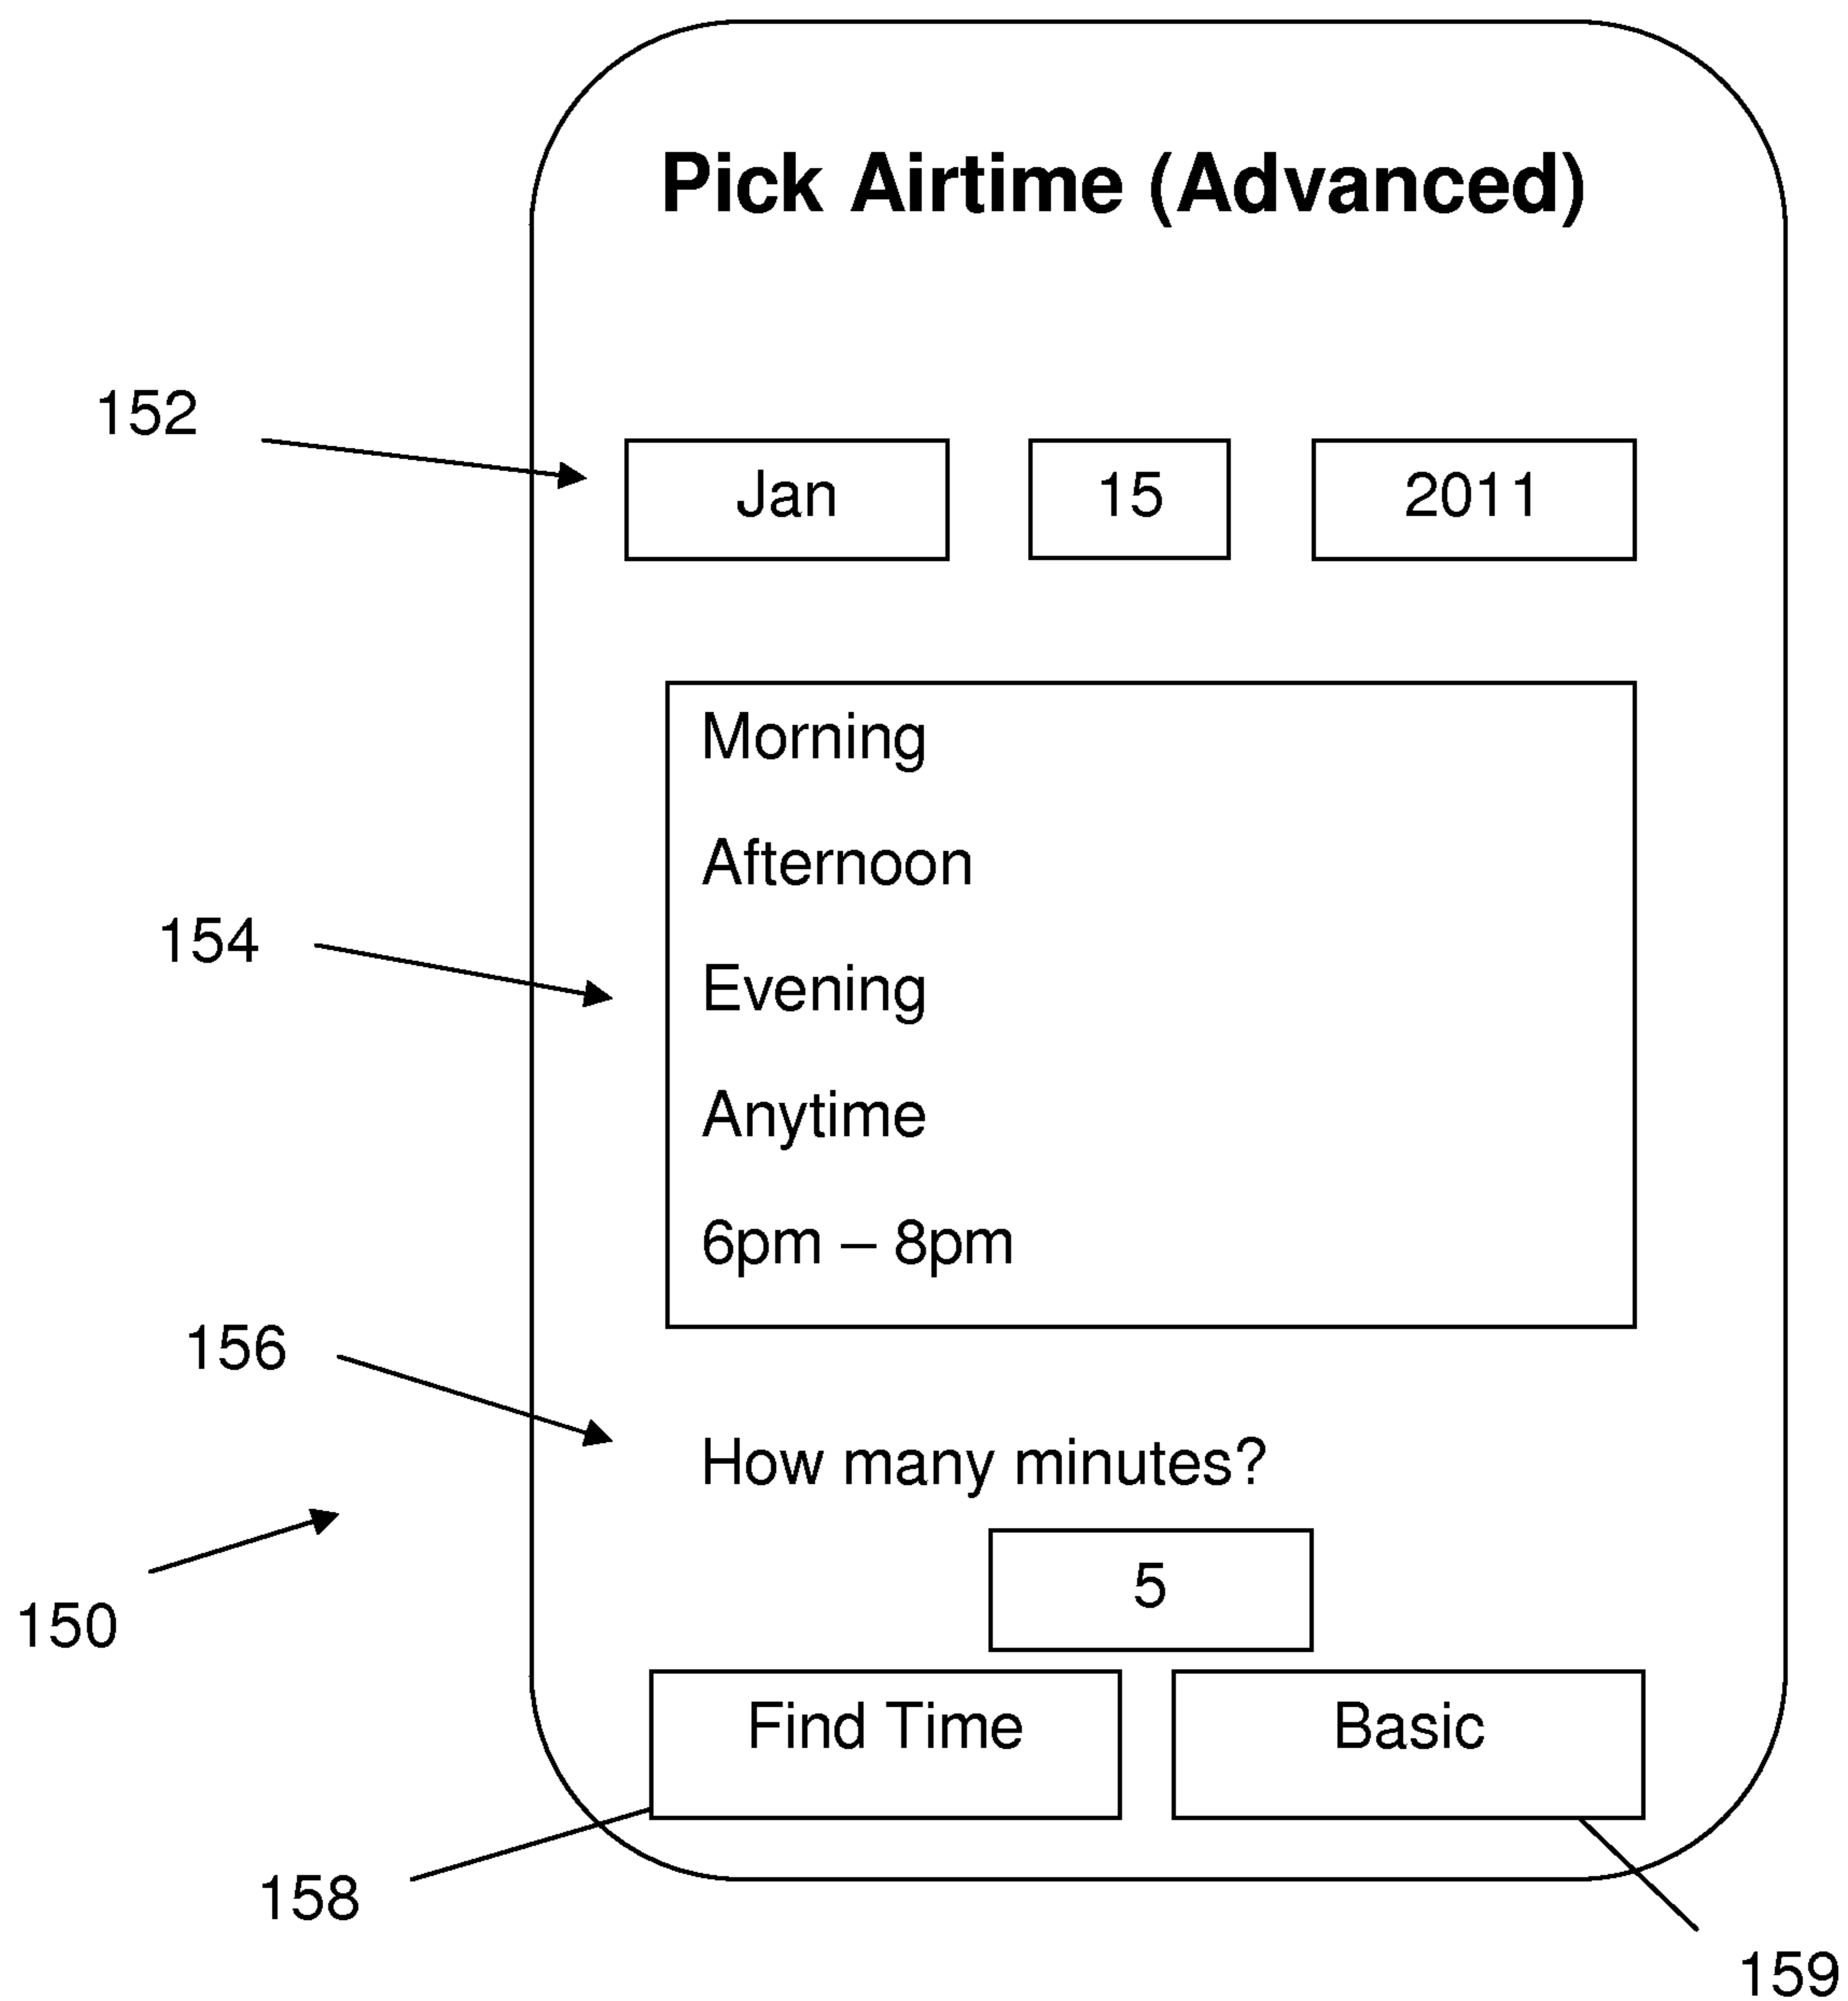 Pick Airtime (Advanced)
152
Jan 15 2011
Morning
Afternoon
154
Evening
Anytime
6pm – 8pm
156
How many minutes?
5
150
Find Time Basic
158
159